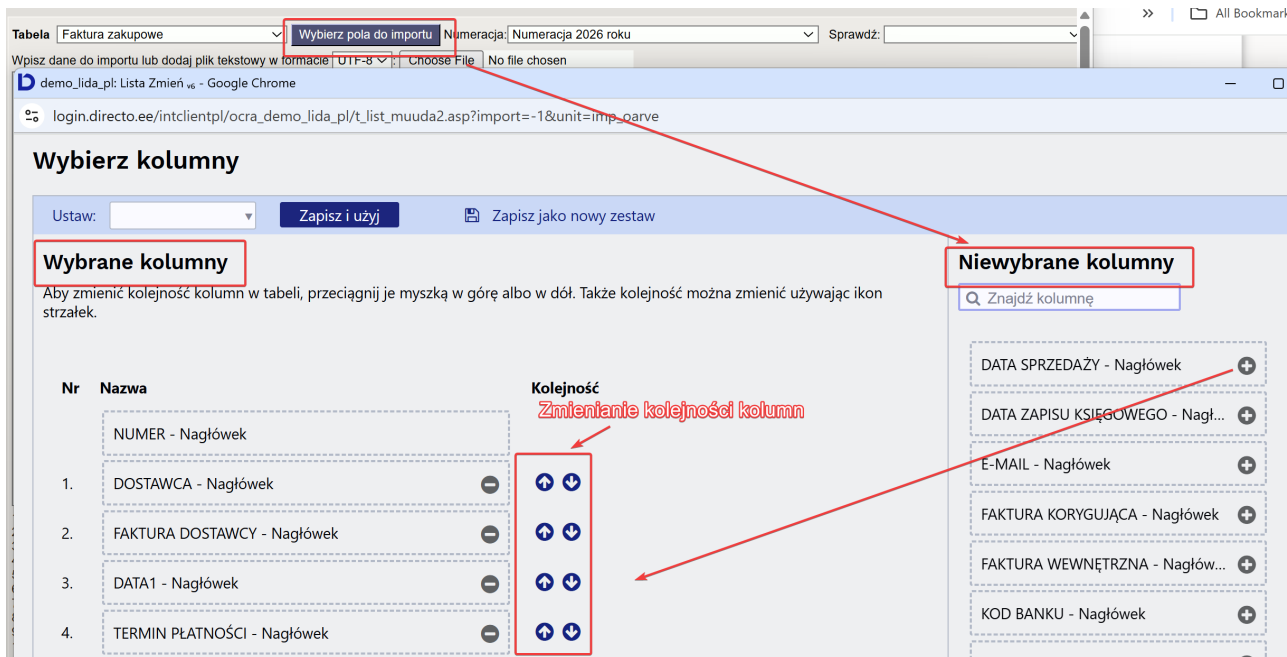 All Bookmark
Tabela Faktura zakupowe Wybierz pola do importu Numeracja: Numeracja 2026 roku Sprawdź:
Wpisz dane do importu lub dodaj plik tekstowy w formacie UTF-8 : Choose File No file chosen
demo_lida_pl: Lista Zmień v6 - Google Chrome
login.directo.ee/intclientpl/ocra_demo_lida_pl/t_list_muuda2.asp?import=-1&unit=imp_oarve
Wybierz kolumny
Ustaw: Zapisz i użyj Zapisz jako nowy zestaw
Wybrane kolumny
Aby zmienić kolejność kolumn w tabeli, przeciągnij je myszką w górę albo w dół. Także kolejność można zmienić używając ikon
strzałek.
Nr Nazwa Kolejność
Zmienianie kolejności kolumn
NUMER - Nagłówek
1. DOSTAWCA - Nagłówek
2. FAKTURA DOSTAWCY - Nagłówek
3. DATA1 - Nagłówek
4. TERMIN PŁATNOŚCI - Nagłówek
Niewybrane kolumny
Znajdź kolumnę
DATA SPRZEDAŻY - Nagłówek
DATA ZAPISU KSIĘGOWEGO - Nagł...
E-MAIL - Nagłówek
FAKTURA KORYGUJĄCA - Nagłówek
FAKTURA WEWNĘTRZNA - Nagłów...
KOD BANKU - Nagłówek